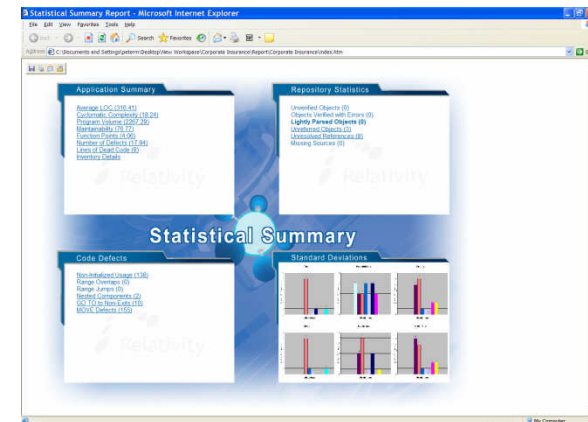 Statistical Summary Report - Microsoft Internet Explorer
File Edit View Favorites Tools Help
Back Search Favorites
Address C:\Documents and Settings\peterm\Desktop\New Workspace\Corporate Insurance\Report\Corporate Insurance\index.htm
Application Summary
Average LOC (316.41)
Cyclomatic Complexity (18.24)
Program Volume (2267.28)
Maintainability (78.77)
Function Points (4.06)
Number of Defects (17.94)
Lines of Dead Code (8)
Inventory Details
Relativity
Repository Statistics
Unverified Objects (0)
Objects Verified with Errors (0)
Lightly Parsed Objects (0)
Unreferred Objects (3)
Unresolved References (8)
Missing Sources (0)
Relativity
Statistical Summary
Code Defects
Non-Initialized Usage (138)
Range Overlaps (0)
Range Jumps (0)
Nested Components (2)
GO TO to Non-Exits (10)
MOVE Defects (155)
Relativity
Standard Deviations
My Computer